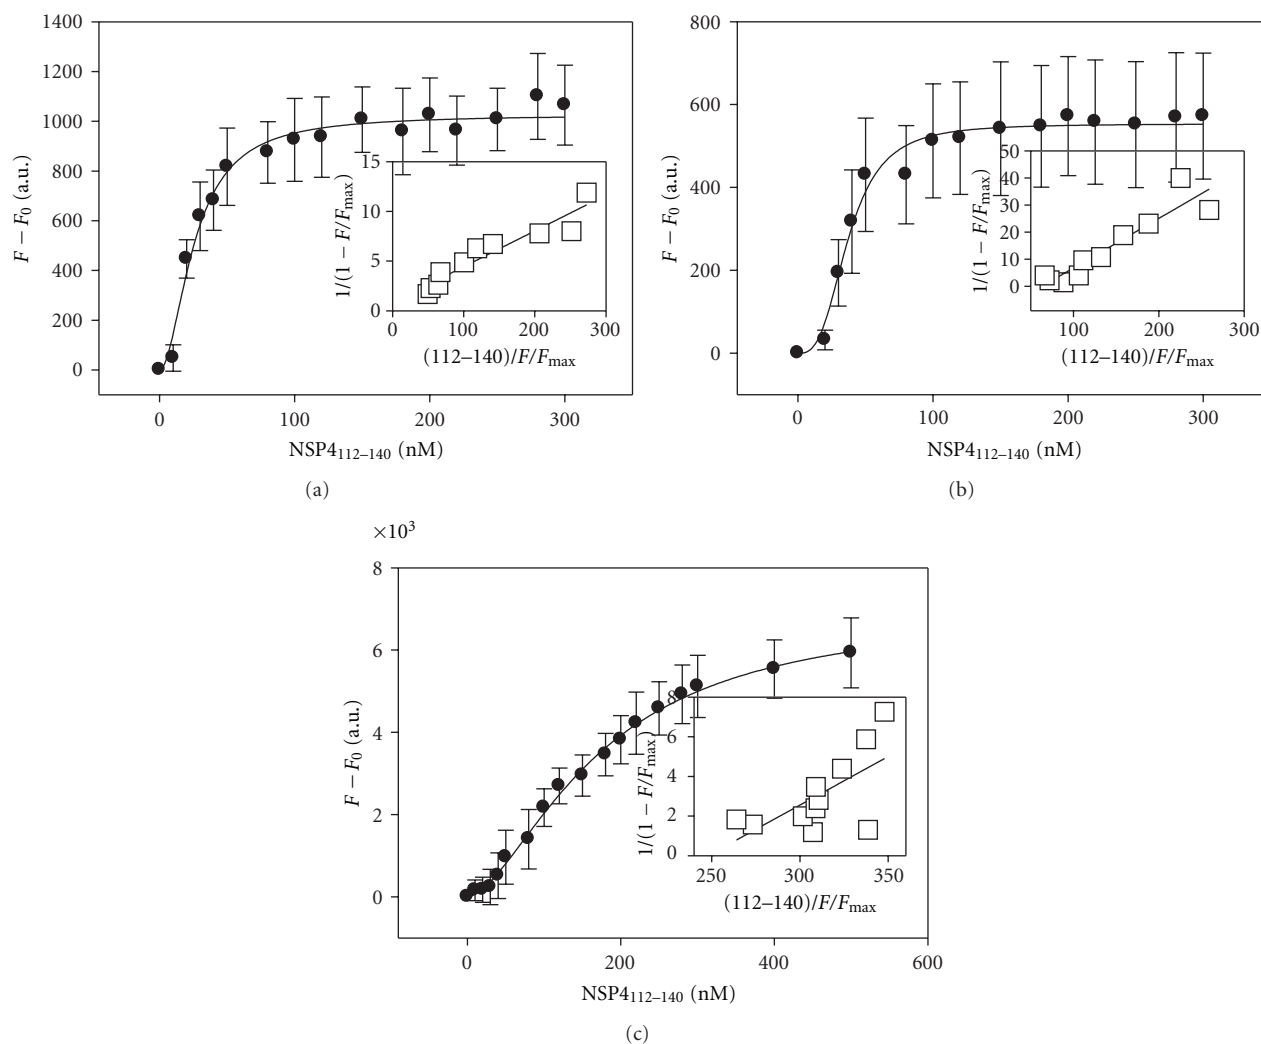 1400
1200
1000
800
600
400
200
0
F − F₀ (a.u.)
0 100 200 300
NSP4₁₁₂₋₁₄₀ (nM)
15
10
5
0
1/(1 − F/Fₘₐₓ)
0 100 200 300
(112–140)/F/Fₘₐₓ
(a)
800
600
400
200
0
F − F₀ (a.u.)
0 100 200 300
NSP4₁₁₂₋₁₄₀ (nM)
50
40
30
20
10
0
1/(1 − F/Fₘₐₓ)
100 200 300
(112–140)/F/Fₘₐₓ
(b)
×10³
8
6
4
2
0
F − F₀ (a.u.)
0 200 400 600
NSP4₁₁₂₋₁₄₀ (nM)
8
6
4
2
0
1/(1 − F/Fₘₐₓ)
250 300 350
(112–140)/F/Fₘₐₓ
(c)